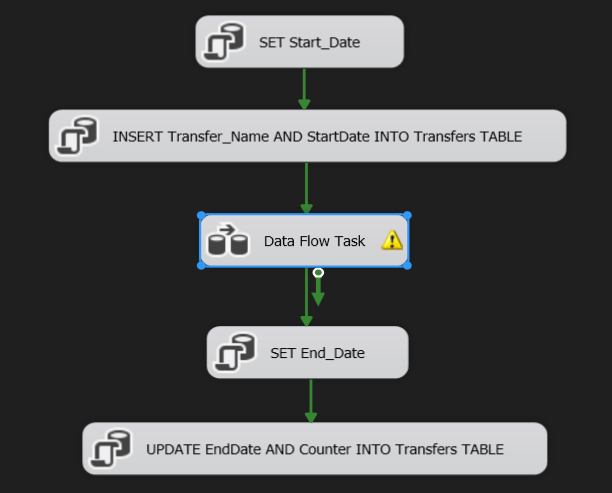 SET Start_Date
INSERT Transfer_Name AND StartDate INTO Transfers TABLE
Data Flow Task
SET End_Date
UPDATE EndDate AND Counter INTO Transfers TABLE